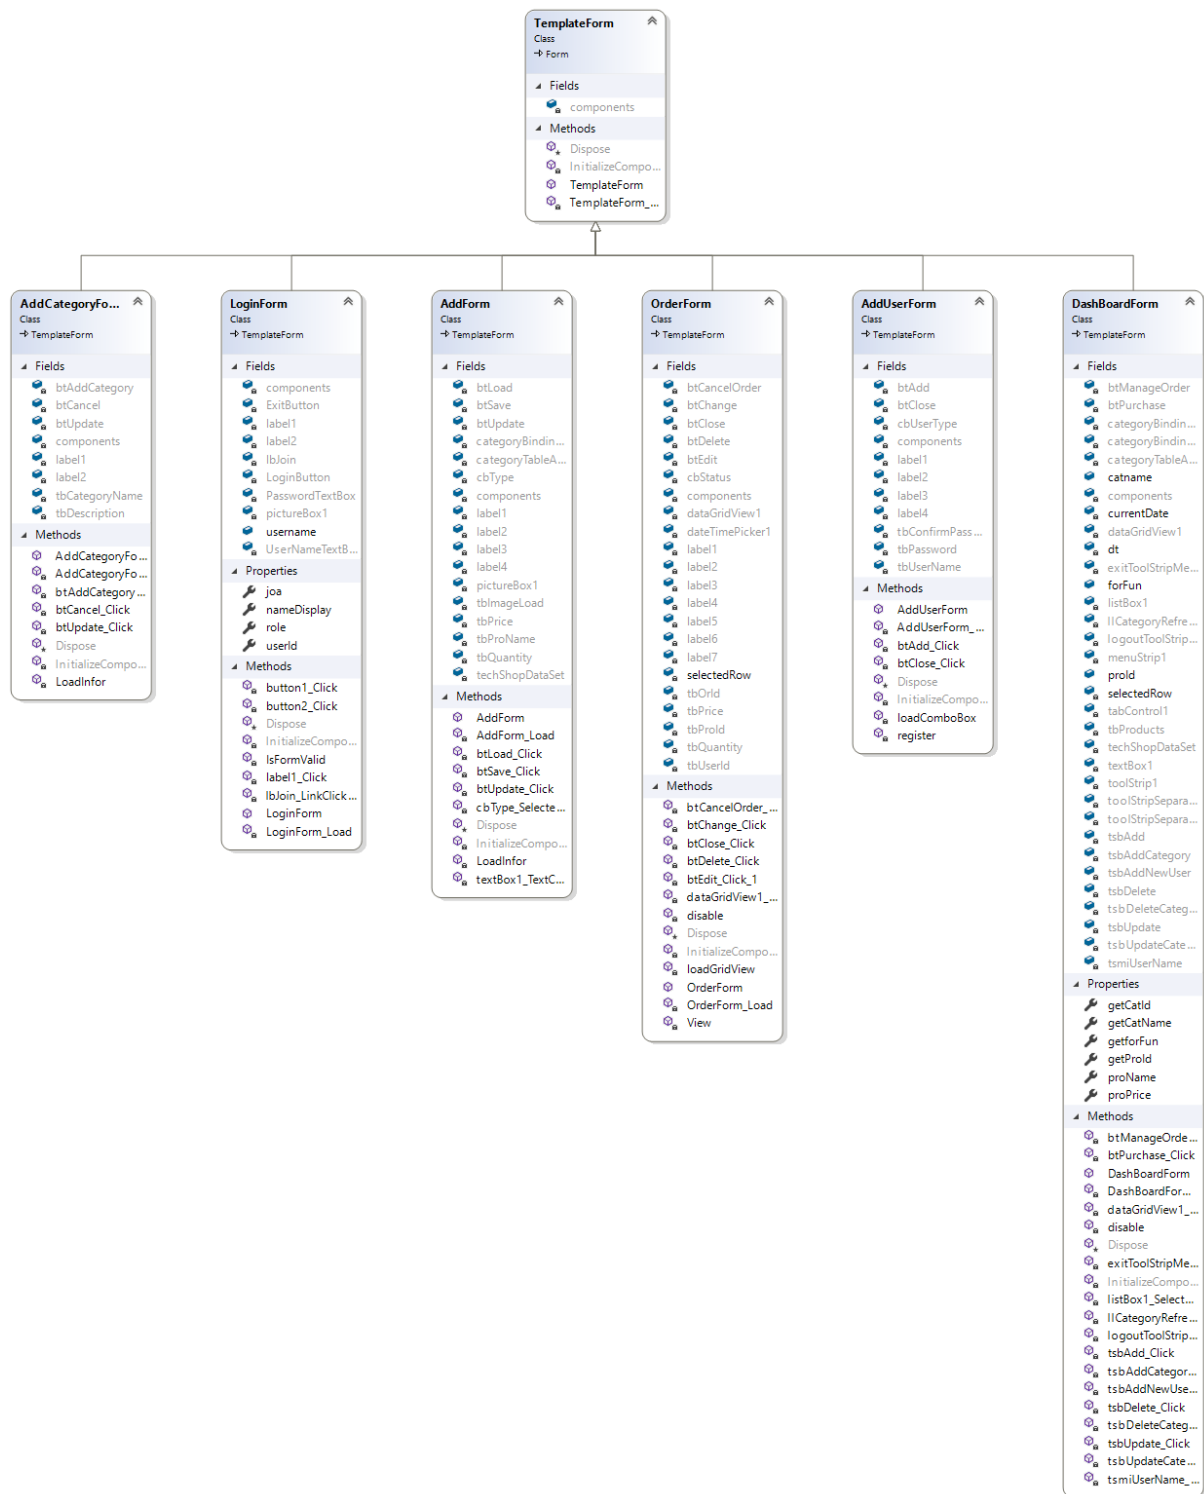 TemplateForm
Class
Form
Fields
components
Methods
Dispose
InitializeCompo...
TemplateForm
TemplateForm_...
AddCategoryFo...
Class
TemplateForm
Fields
btAddCategory
btCancel
btUpdate
components
label1
label2
tbCategoryName
tbDescription
Methods
AddCategoryFo...
AddCategoryFo...
btAddCategory...
btCancel_Click
btUpdate_Click
Dispose
InitializeCompo...
LoadInfor
LoginForm
Class
TemplateForm
Fields
components
ExitButton
label1
label2
lbJoin
LoginButton
PasswordTextBox
pictureBox1
username
UserNameTextB...
Properties
joa
nameDisplay
role
userId
Methods
button1_Click
button2_Click
Dispose
InitializeCompo...
IsFormValid
label1_Click
lbJoin_LinkClick...
LoginForm
LoginForm_Load
AddForm
Class
TemplateForm
Fields
btLoad
btSave
btUpdate
categoryBindin...
categoryTableA...
cbType
components
label1
label2
label3
label4
pictureBox1
tbImageLoad
tbPrice
tbProName
tbQuantity
techShopDataSet
Methods
AddForm
AddForm_Load
btLoad_Click
btSave_Click
btUpdate_Click
cbType_Selecte...
Dispose
InitializeCompo...
LoadInfor
textBox1_TextC...
OrderForm
Class
TemplateForm
Fields
btCancelOrder
btChange
btClose
btDelete
btEdit
cbStatus
components
dataGridView1
dateTimePicker1
label1
label2
label3
label4
label5
label6
label7
selectedRow
tbOrId
tbPrice
tbProId
tbQuantity
tbUserId
Methods
btCancelOrder_...
btChange_Click
btClose_Click
btDelete_Click
btEdit_Click_1
dataGridView1_...
disable
Dispose
InitializeCompo...
loadGridView
OrderForm
OrderForm_Load
View
AddUserForm
Class
TemplateForm
Fields
btAdd
btClose
cbUserType
components
label1
label2
label3
label4
tbConfirmPass...
tbPassword
tbUserName
Methods
AddUserForm
AddUserForm_...
btAdd_Click
btClose_Click
Dispose
InitializeCompo...
loadComboBox
register
DashBoardForm
Class
TemplateForm
Fields
btManageOrder
btPurchase
categoryBindin...
categoryBindin...
categoryTableA...
catname
components
currentDate
dataGridView1
dt
exitToolStripMe...
forFun
listBox1
llCategoryRefre...
logoutToolStrip...
menuStrip1
proId
selectedRow
tabControl1
tbProducts
techShopDataSet
textBox1
toolStrip1
toolStripSepara...
toolStripSepara...
tsbAdd
tsbAddCategory
tsbAddNewUser
tsbDelete
tsbDeleteCateg...
tsbUpdate
tsbUpdateCate...
tsmiUserName
Properties
getCatId
getCatName
getforFun
getProId
proName
proPrice
Methods
btManageOrde...
btPurchase_Click
DashBoardForm
DashBoardFor...
dataGridView1_...
disable
Dispose
exitToolStripMe...
InitializeCompo...
listBox1_Select...
llCategoryRefre...
logoutToolStrip...
tsbAdd_Click
tsbAddCategor...
tsbAddNewUse...
tsbDelete_Click
tsbDeleteCateg...
tsbUpdate_Click
tsbUpdateCate...
tsmiUserName_...